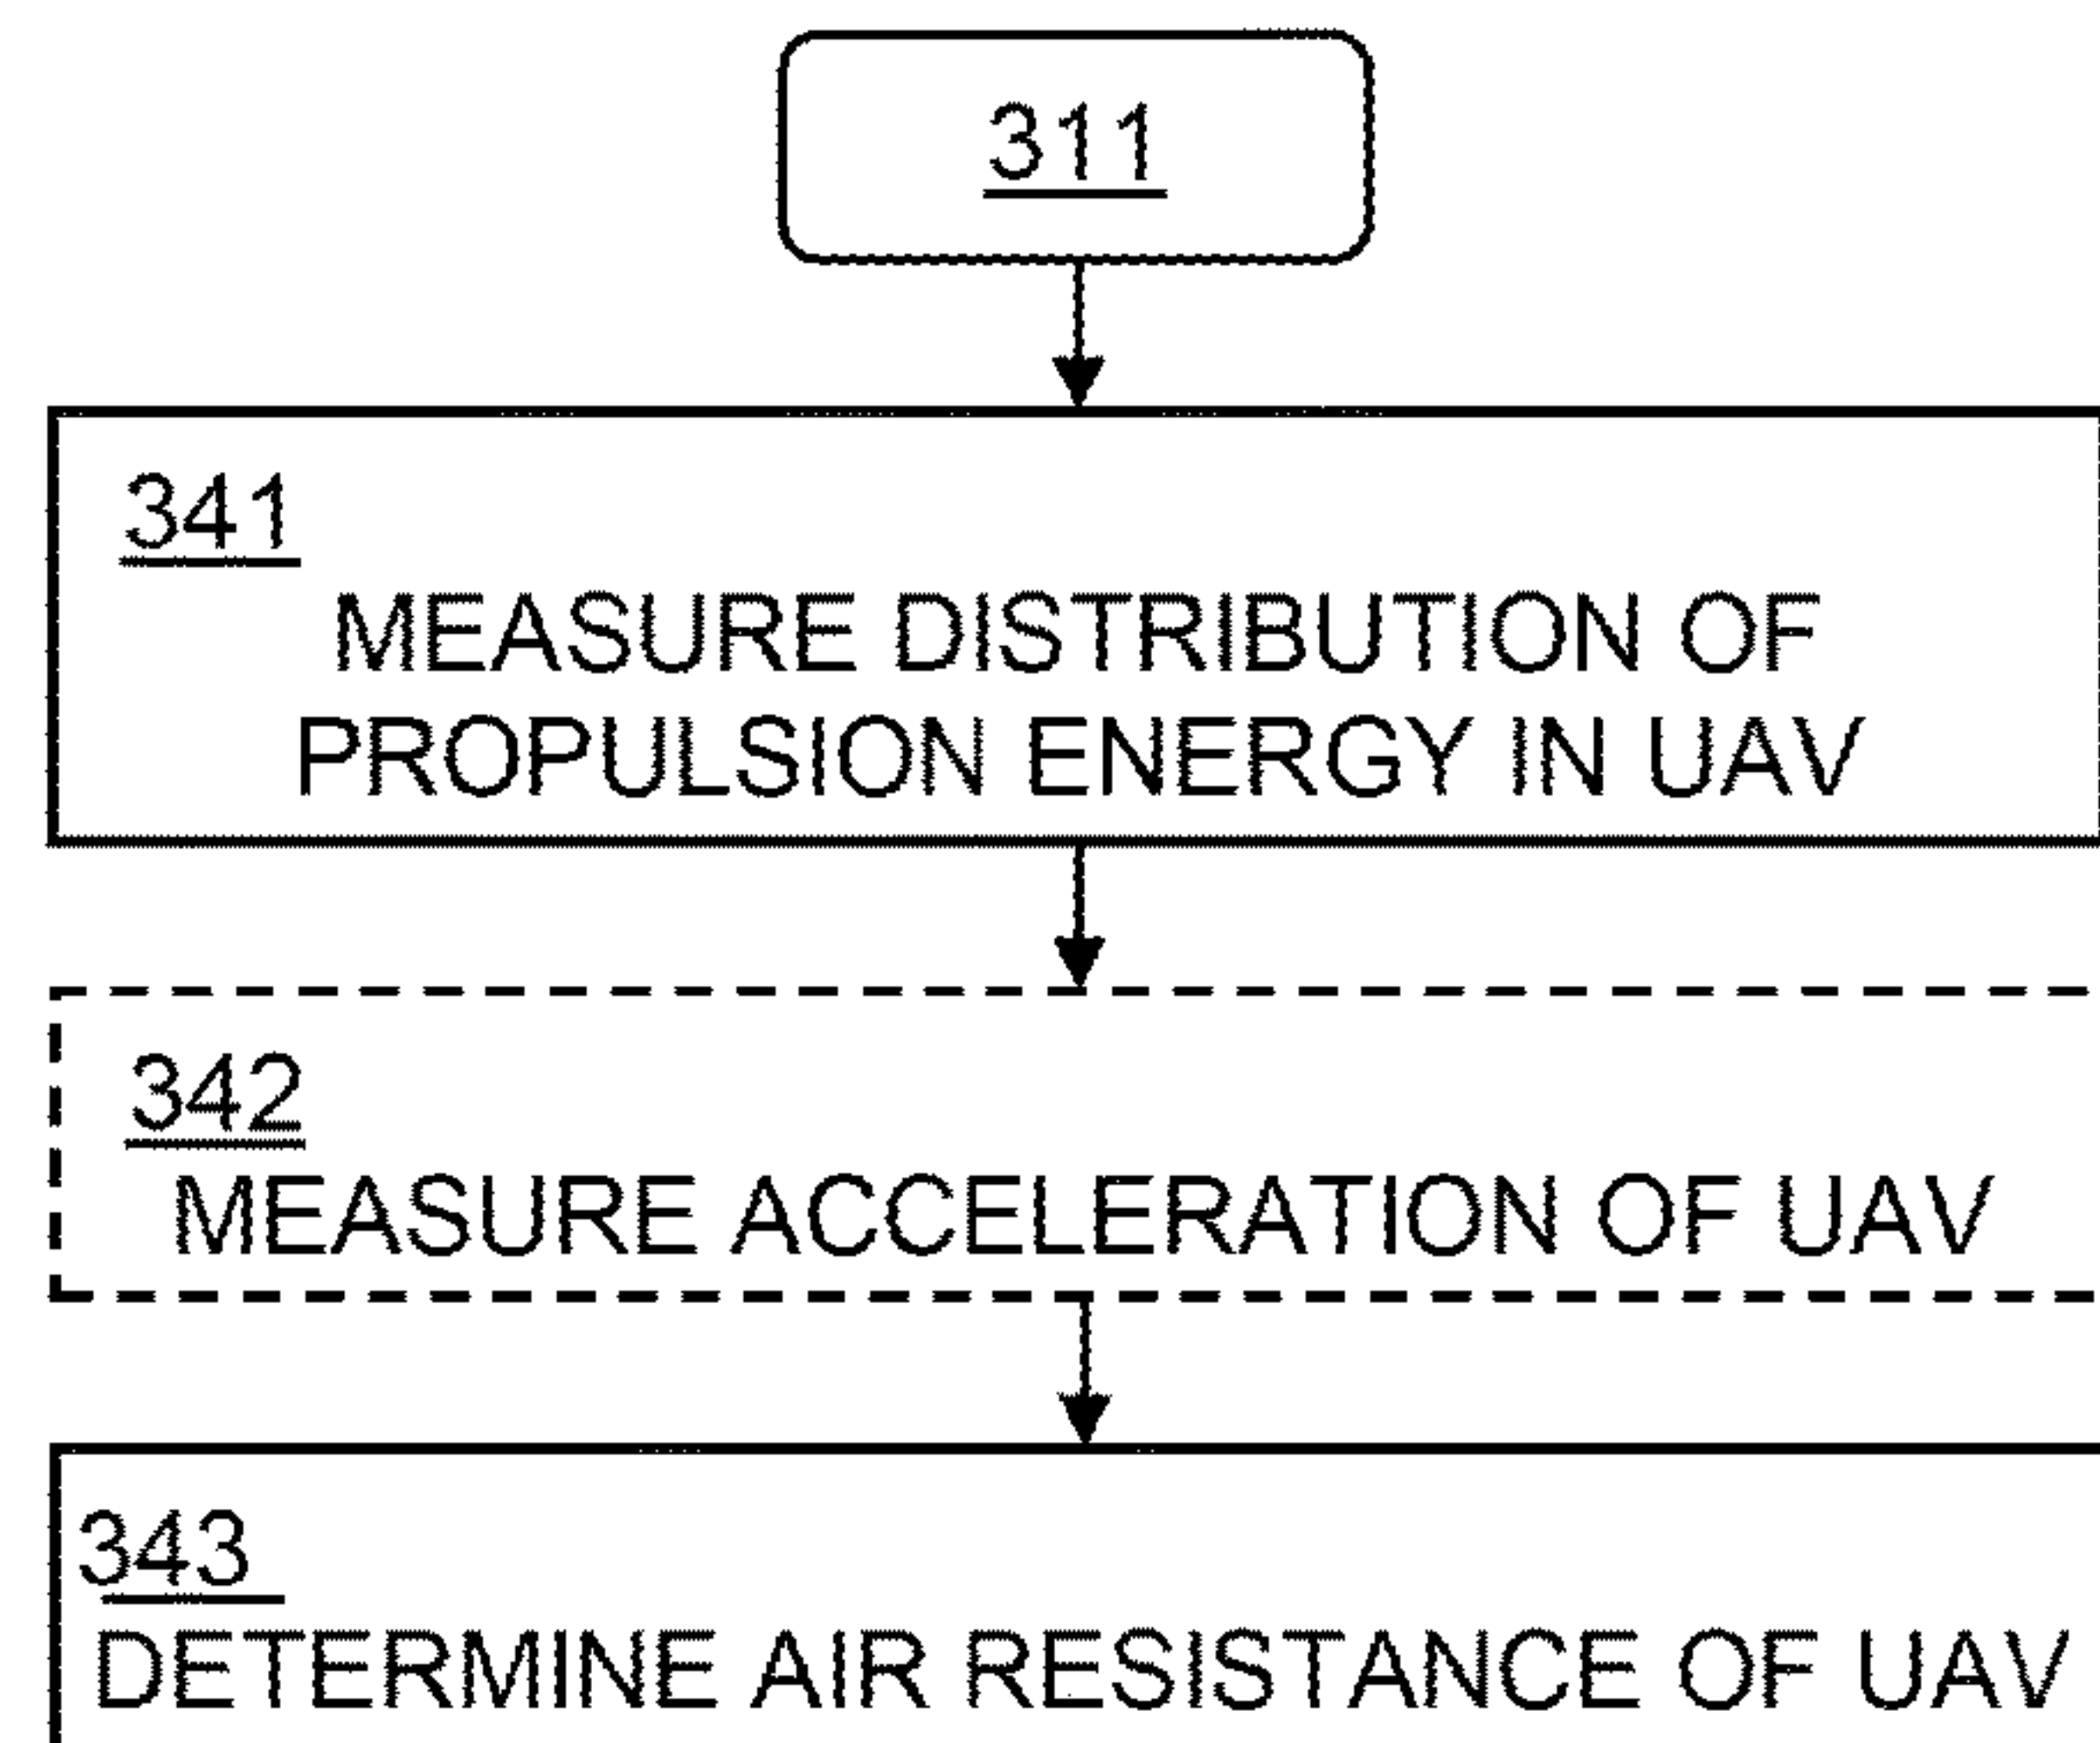 311
341
MEASURE DISTRIBUTION OF
PROPULSION ENERGY IN UAV
342
MEASURE ACCELERATION OF UAV
343
DETERMINE AIR RESISTANCE OF UAV